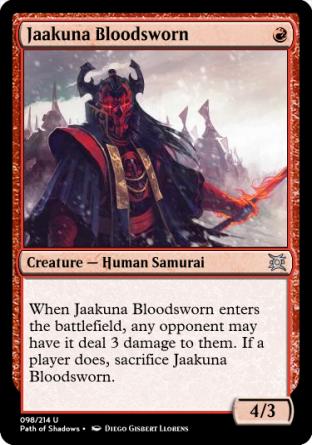 Jaakuna Bloodsworn
Creature — Human Samurai
When Jaakuna Bloodsworn enters
the battlefield, any opponent may
have it deal 3 damage to them. If a
player does, sacrifice Jaakuna
Bloodsworn.
4/3
098/214 U
Path of Shadows • Diego Gisbert Llorens